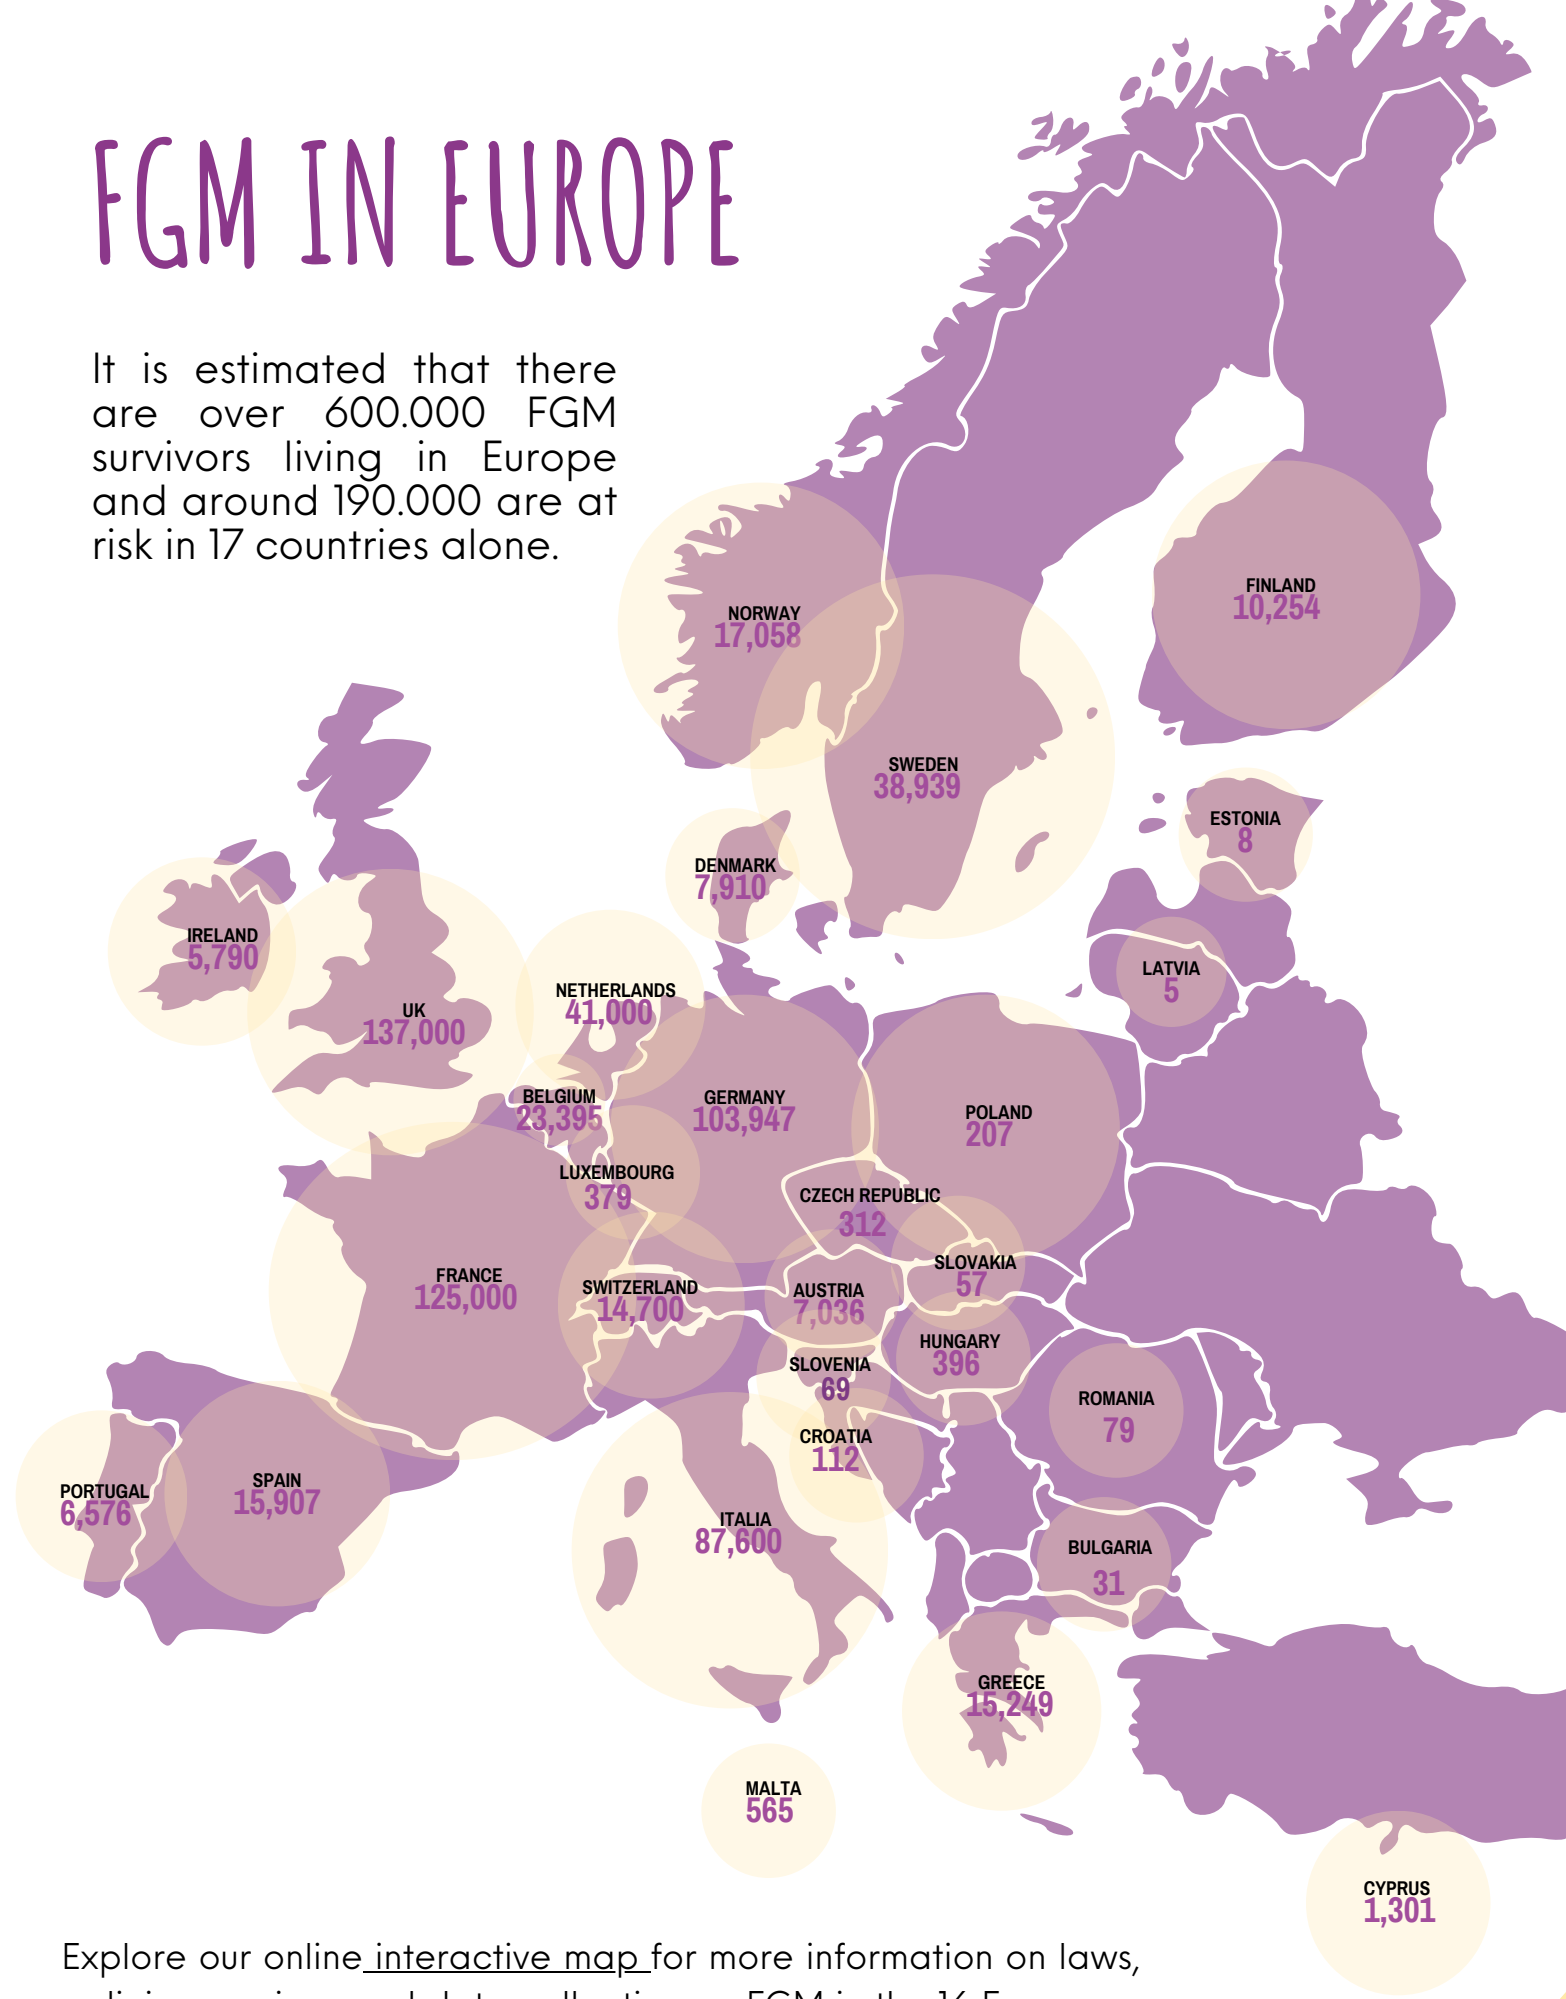 FGM IN EUROPE
It is estimated that there
are over 600.000 FGM
survivors living in Europe
and around 190.000 are at
risk in 17 countries alone.
FINLAND
10,254
NORWAY
17,058
SWEDEN
38,939
ESTONIA
8
DENMARK
7,910
IRELAND
5,790
LATVIA
5
NETHERLANDS
41,000
UK
137,000
BELGIUM
23,395
GERMANY
103,947
POLAND
207
LUXEMBOURG
379
CZECH REPUBLIC
312
SLOVAKIA
57
FRANCE
125,000
SWITZERLAND
14,700
AUSTRIA
7,036
HUNGARY
396
SLOVENIA
69
ROMANIA
79
CROATIA
112
SPAIN
15,907
PORTUGAL
6,576
ITALIA
87,600
BULGARIA
31
GREECE
15,249
MALTA
565
CYPRUS
1,301
Explore our online interactive map for more information on laws,